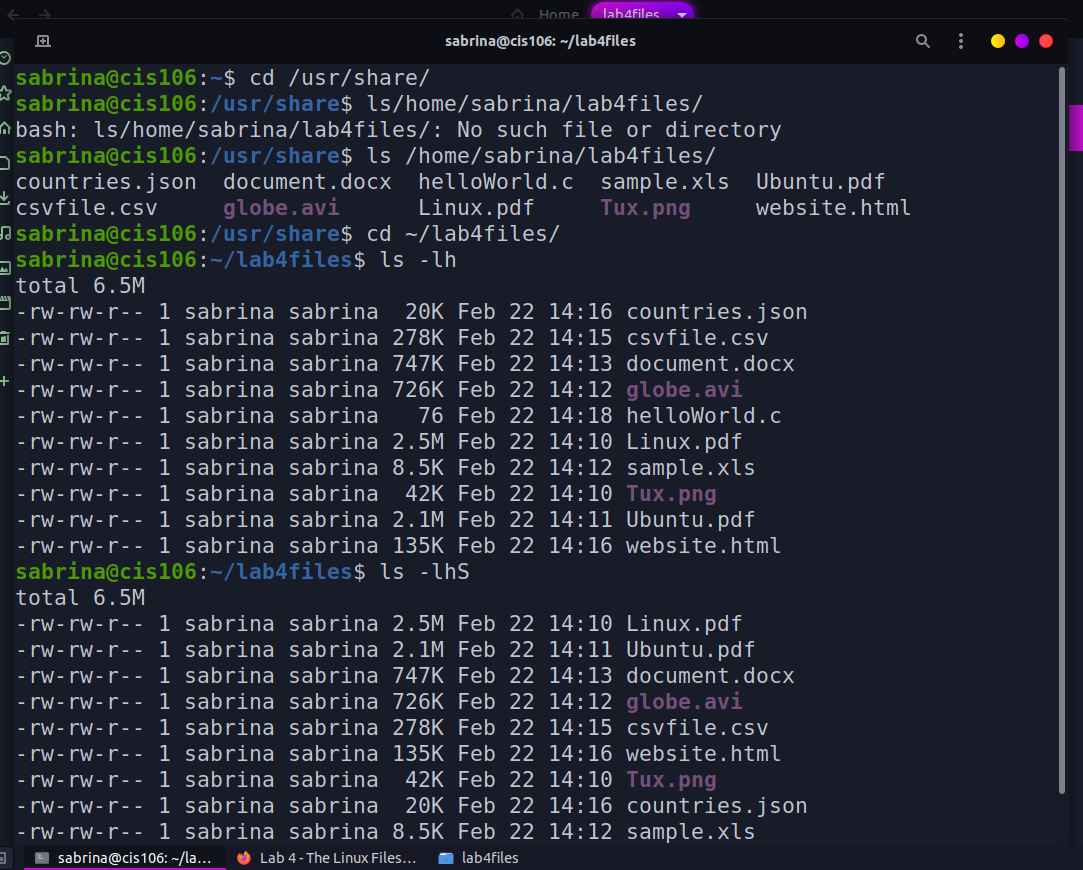 Home lab4files
sabrina@cis106: ~/lab4files
sabrina@cis106:~$ cd /usr/share/
sabrina@cis106:/usr/share$ ls/home/sabrina/lab4files/
bash: ls/home/sabrina/lab4files/: No such file or directory
sabrina@cis106:/usr/share$ ls /home/sabrina/lab4files/
countries.json  document.docx  helloWorld.c  sample.xls  Ubuntu.pdf
csvfile.csv     globe.avi      Linux.pdf     Tux.png     website.html
sabrina@cis106:/usr/share$ cd ~/lab4files/
sabrina@cis106:~/lab4files$ ls -lh
total 6.5M
-rw-rw-r-- 1 sabrina sabrina  20K Feb 22 14:16 countries.json
-rw-rw-r-- 1 sabrina sabrina 278K Feb 22 14:15 csvfile.csv
-rw-rw-r-- 1 sabrina sabrina 747K Feb 22 14:13 document.docx
-rw-rw-r-- 1 sabrina sabrina 726K Feb 22 14:12 globe.avi
-rw-rw-r-- 1 sabrina sabrina   76 Feb 22 14:18 helloWorld.c
-rw-rw-r-- 1 sabrina sabrina 2.5M Feb 22 14:10 Linux.pdf
-rw-rw-r-- 1 sabrina sabrina 8.5K Feb 22 14:12 sample.xls
-rw-rw-r-- 1 sabrina sabrina  42K Feb 22 14:10 Tux.png
-rw-rw-r-- 1 sabrina sabrina 2.1M Feb 22 14:11 Ubuntu.pdf
-rw-rw-r-- 1 sabrina sabrina 135K Feb 22 14:16 website.html
sabrina@cis106:~/lab4files$ ls -lhS
total 6.5M
-rw-rw-r-- 1 sabrina sabrina 2.5M Feb 22 14:10 Linux.pdf
-rw-rw-r-- 1 sabrina sabrina 2.1M Feb 22 14:11 Ubuntu.pdf
-rw-rw-r-- 1 sabrina sabrina 747K Feb 22 14:13 document.docx
-rw-rw-r-- 1 sabrina sabrina 726K Feb 22 14:12 globe.avi
-rw-rw-r-- 1 sabrina sabrina 278K Feb 22 14:15 csvfile.csv
-rw-rw-r-- 1 sabrina sabrina 135K Feb 22 14:16 website.html
-rw-rw-r-- 1 sabrina sabrina  42K Feb 22 14:10 Tux.png
-rw-rw-r-- 1 sabrina sabrina  20K Feb 22 14:16 countries.json
-rw-rw-r-- 1 sabrina sabrina 8.5K Feb 22 14:12 sample.xls
sabrina@cis106: ~/la... Lab 4 - The Linux Files... lab4files